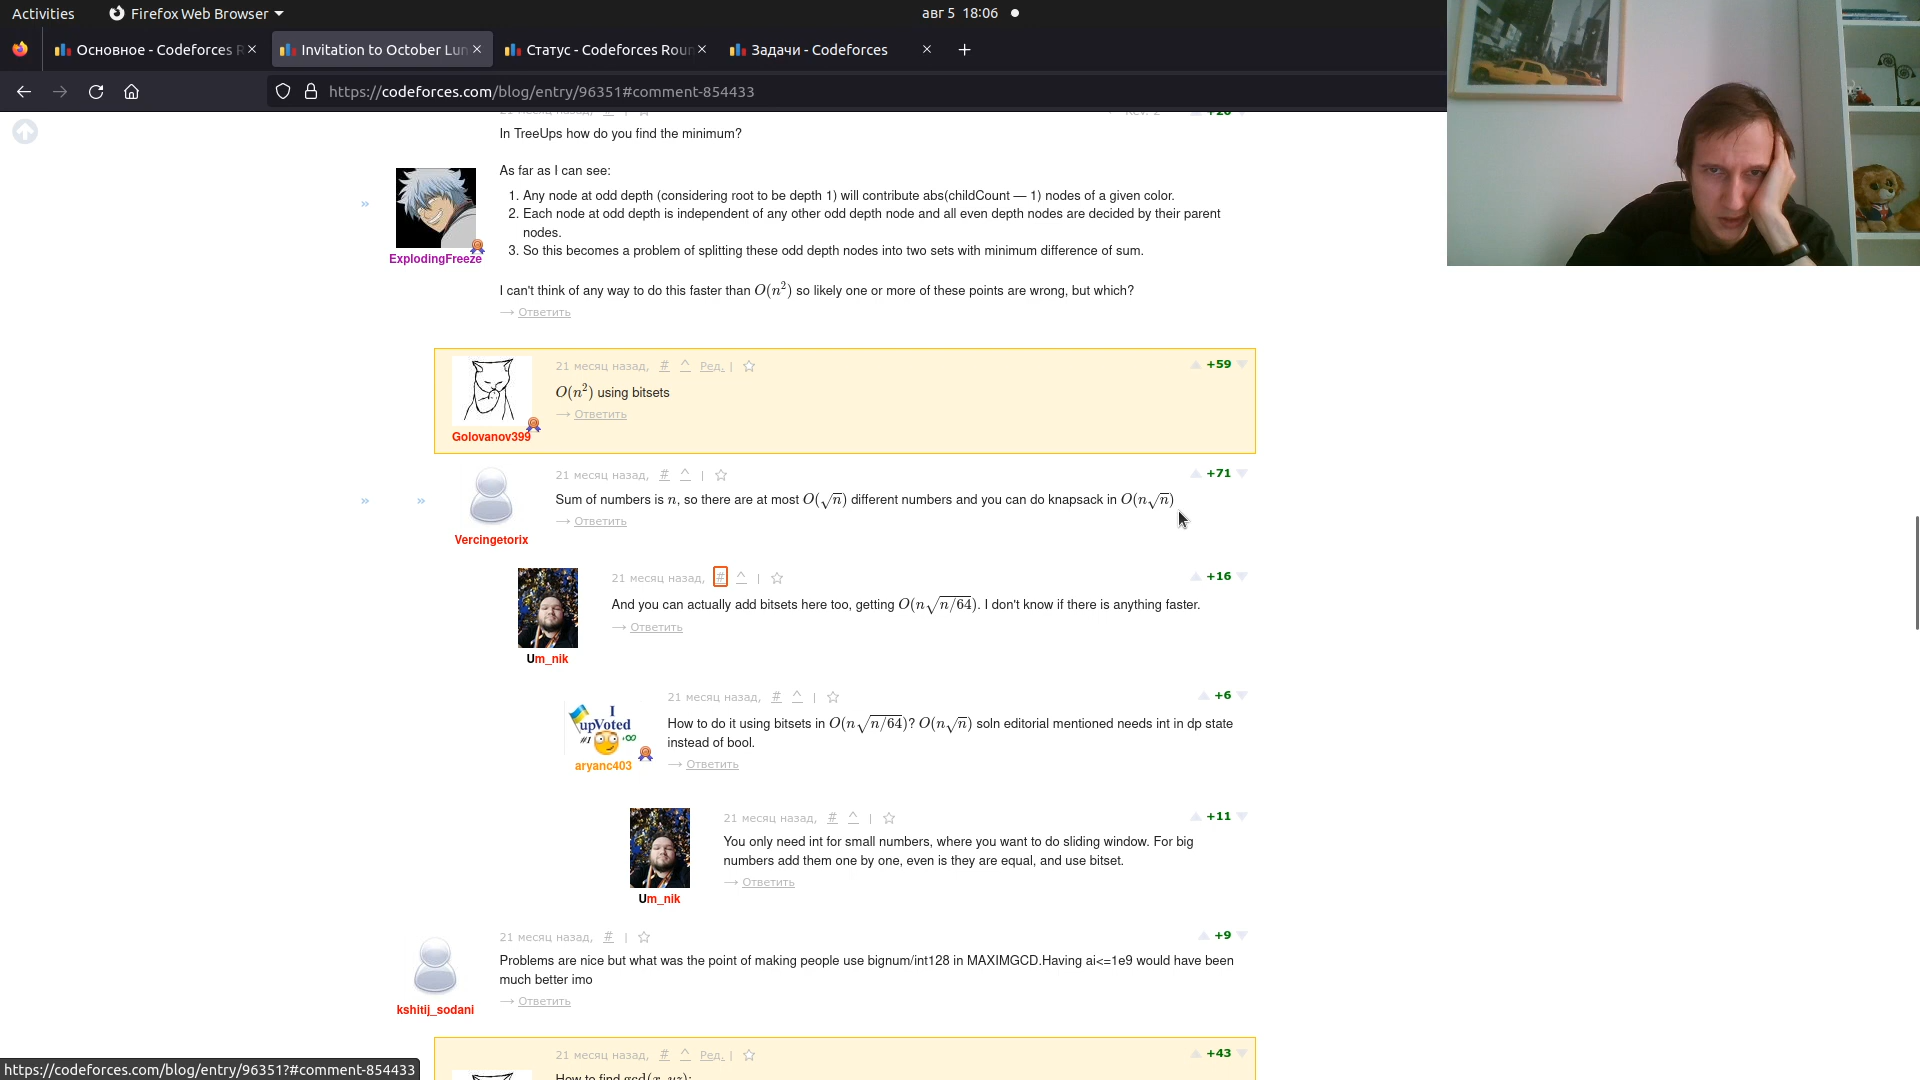 Activities
Firefox Web Browser
авг 5 18:06
Основное - Codeforces R
Invitation to October Lun
Статус - Codeforces Roun
Задачи - Codeforces
https://codeforces.com/blog/entry/96351#comment-854433
21 месяц назад, # | Rev. 2 +28
In TreeUps how do you find the minimum?
As far as I can see:
1. Any node at odd depth (considering root to be depth 1) will contribute abs(childCount — 1) nodes of a given color.
2. Each node at odd depth is independent of any other odd depth node and all even depth nodes are decided by their parent
nodes.
3. So this becomes a problem of splitting these odd depth nodes into two sets with minimum difference of sum.
ExplodingFreeze
I can't think of any way to do this faster than O(n²) so likely one or more of these points are wrong, but which?
→ Ответить
21 месяц назад, # ^ Ред. | +59
O(n²) using bitsets
→ Ответить
Golovanov399
21 месяц назад, # ^ | +71
» » Sum of numbers is n, so there are at most O(√n) different numbers and you can do knapsack in O(n√n)
→ Ответить
Vercingetorix
21 месяц назад, # ^ | +16
And you can actually add bitsets here too, getting O(n√n/64). I don't know if there is anything faster.
→ Ответить
Um_nik
21 месяц назад, # ^ | +6
I upVoted #1 +∞
How to do it using bitsets in O(n√n/64)? O(n√n) soln editorial mentioned needs int in dp state
instead of bool.
→ Ответить
aryanc403
21 месяц назад, # ^ | +11
You only need int for small numbers, where you want to do sliding window. For big
numbers add them one by one, even is they are equal, and use bitset.
→ Ответить
Um_nik
21 месяц назад, # | +9
Problems are nice but what was the point of making people use bignum/int128 in MAXIMGCD.Having ai<=1e9 would have been
much better imo
→ Ответить
kshitij_sodani
21 месяц назад, # ^ Ред. | +43
How to find gcd(x, yz):
https://codeforces.com/blog/entry/96351?#comment-854433